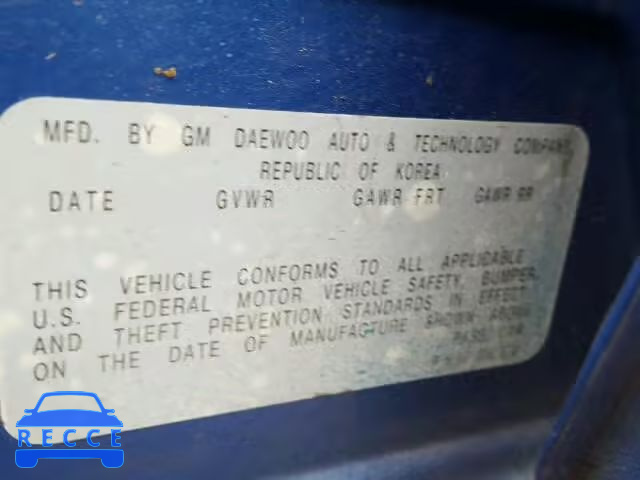 MFD. BY GM DAEWOO AUTO & TECHNOLOGY COMPANY
REPUBLIC OF KOREA
DATE GVWR GAWR FRT GAWR RR
THIS VEHICLE CONFORMS TO ALL APPLICABLE
U.S. FEDERAL MOTOR VEHICLE SAFETY, BUMPER,
AND THEFT PREVENTION STANDARDS IN EFFECT
ON THE DATE OF MANUFACTURE SHOWN ABOVE
PASS
RECCE